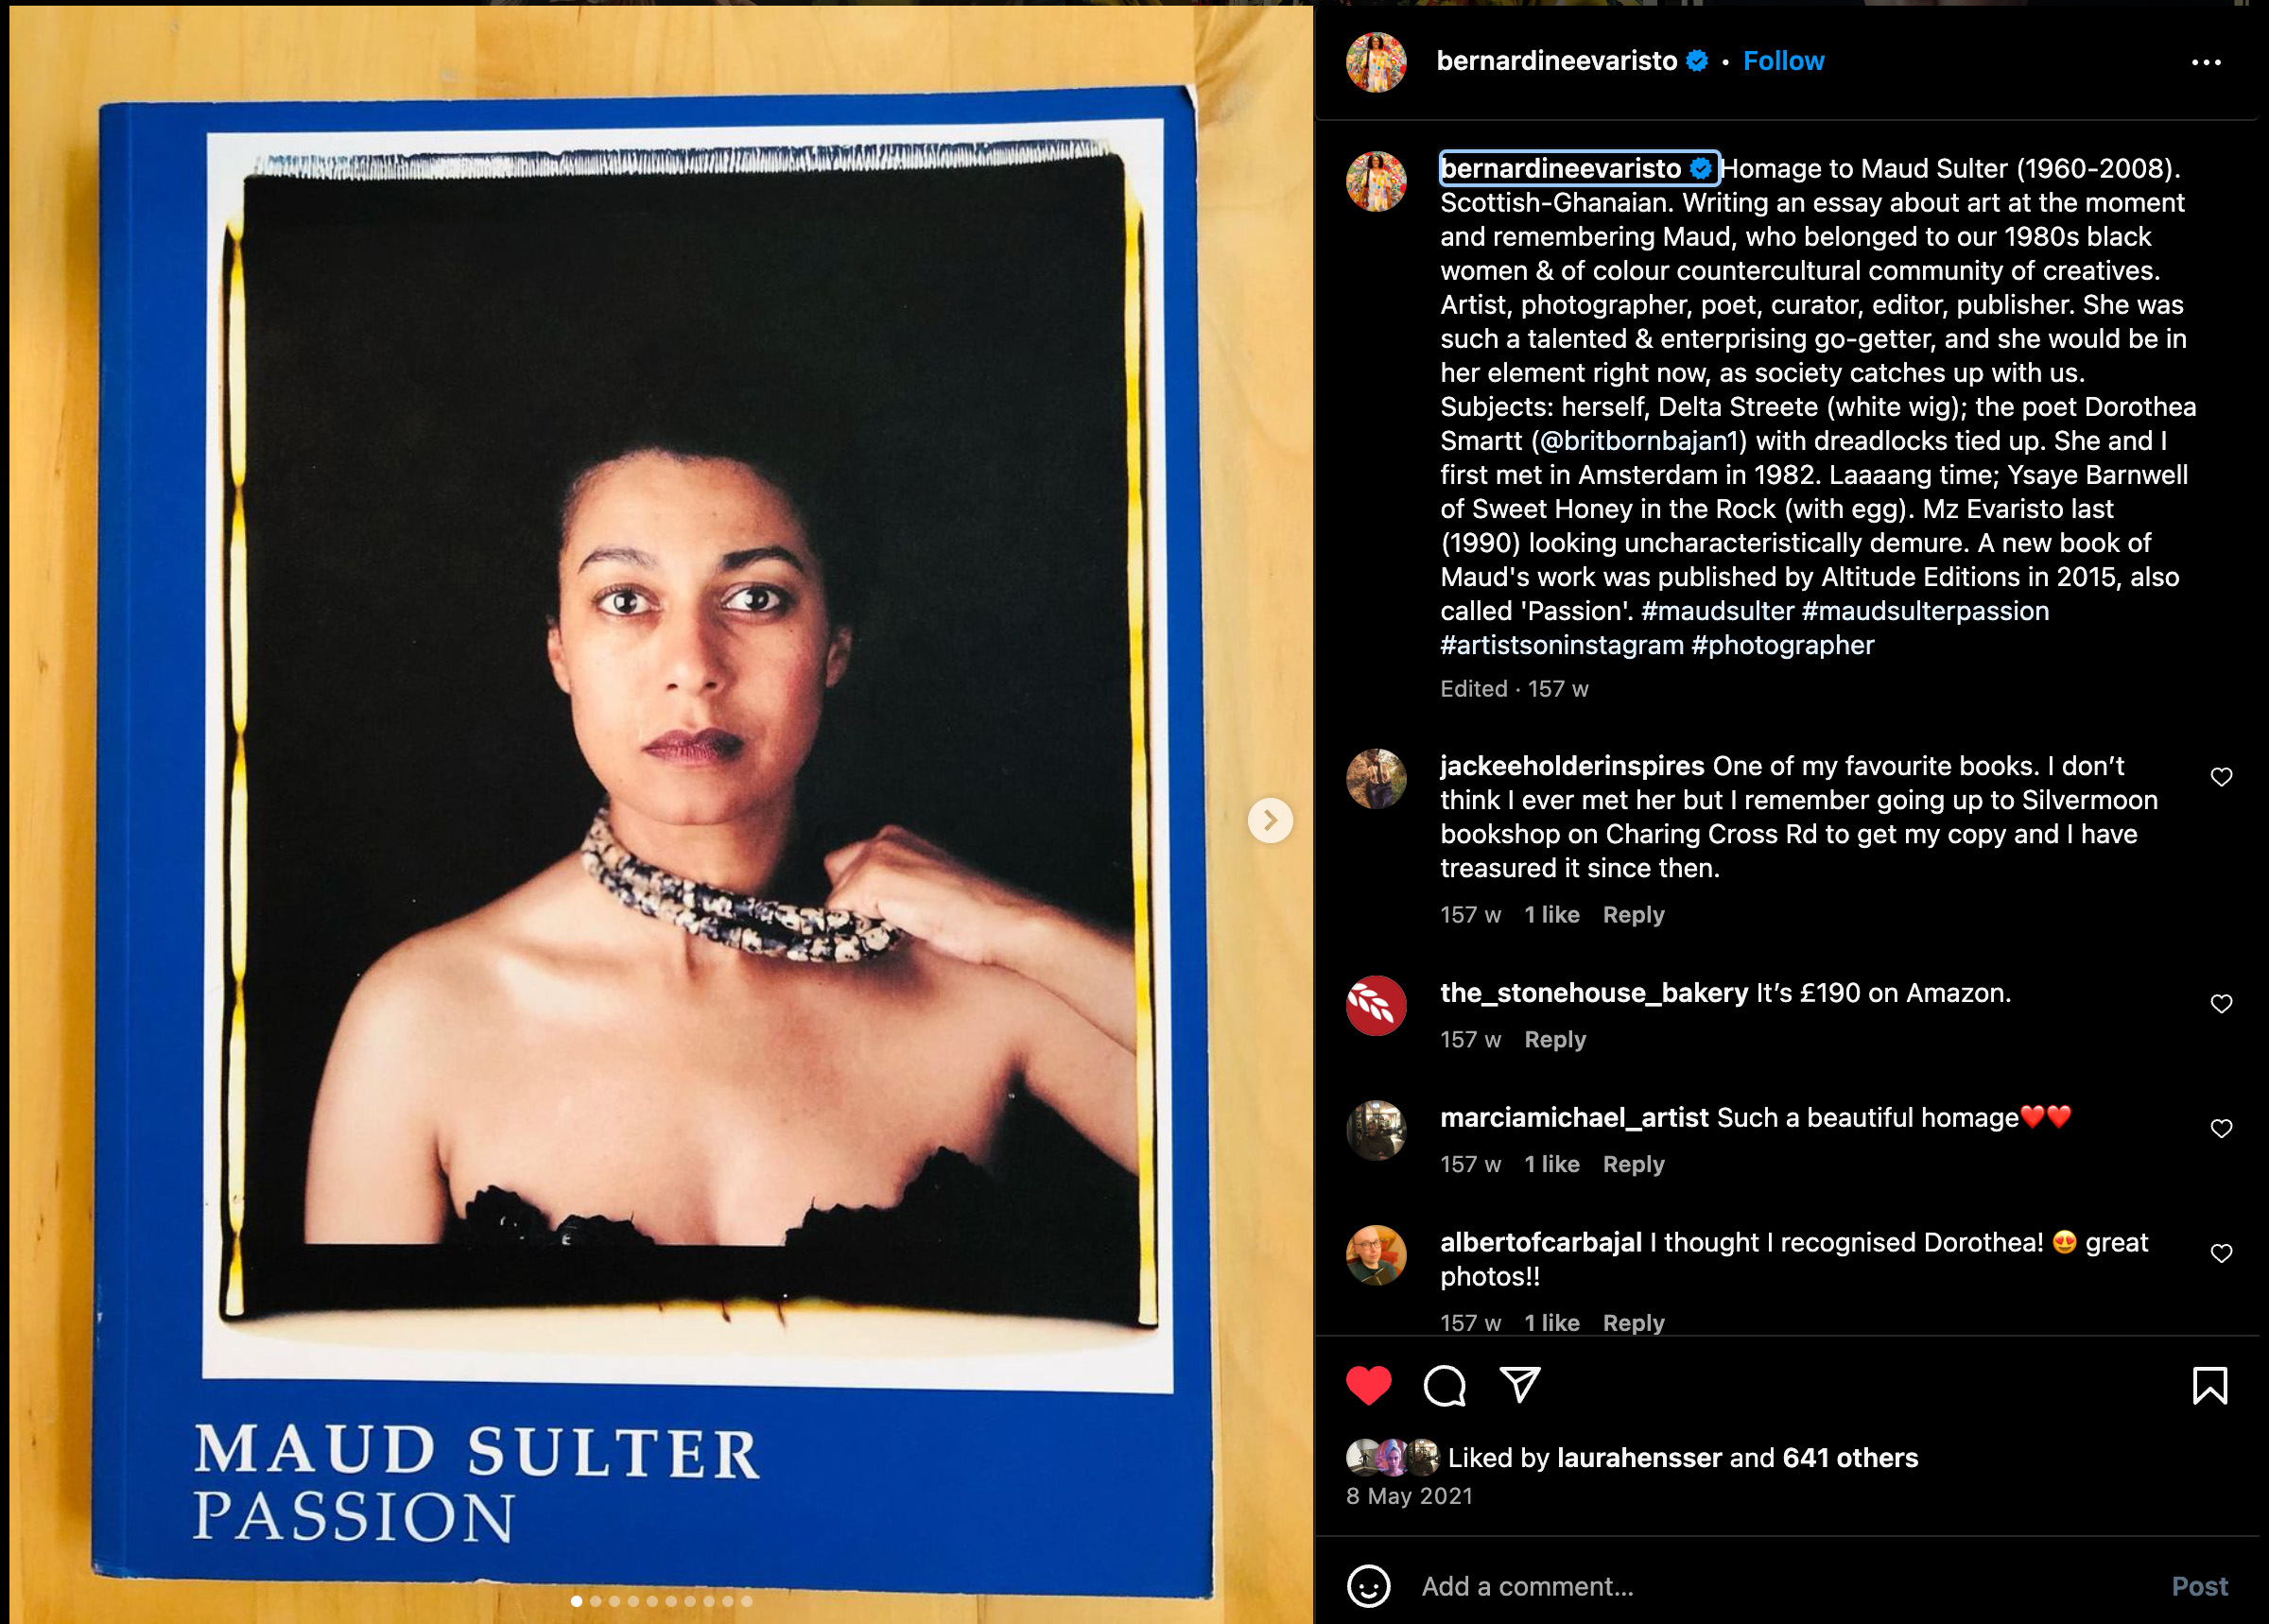 MAUD SULTER
PASSION
bernardineevaristo • Follow
bernardineevaristo Homage to Maud Sulter (1960-2008).
Scottish-Ghanaian. Writing an essay about art at the moment
and remembering Maud, who belonged to our 1980s black
women & of colour countercultural community of creatives.
Artist, photographer, poet, curator, editor, publisher. She was
such a talented & enterprising go-getter, and she would be in
her element right now, as society catches up with us.
Subjects: herself, Delta Streete (white wig); the poet Dorothea
Smartt (@britbornbajan1) with dreadlocks tied up. She and I
first met in Amsterdam in 1982. Laaaang time; Ysaye Barnwell
of Sweet Honey in the Rock (with egg). Mz Evaristo last
(1990) looking uncharacteristically demure. A new book of
Maud's work was published by Altitude Editions in 2015, also
called 'Passion'. #maudsulter #maudsulterpassion
#artistsoninstagram #photographer
Edited · 157 w
jackeeholderinspires One of my favourite books. I don’t
think I ever met her but I remember going up to Silvermoon
bookshop on Charing Cross Rd to get my copy and I have
treasured it since then.
157 w 1 like Reply
the_stonehouse_bakery It’s £190 on Amazon.
157 w Reply
marciamichael_artist Such a beautiful homage❤️❤️
157 w 1 like Reply
albertofcarbajal I thought I recognised Dorothea! 😍 great
photos!!
157 w 1 like Reply
Liked by laurahensser and 641 others
8 May 2021
Add a comment...
Post